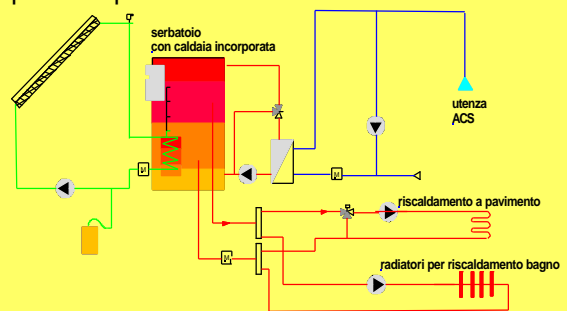 serbatoio
con caldaia incorporata
utenza
ACS
M
M
riscaldamento a pavimento
M
radiatori per riscaldamento bagno